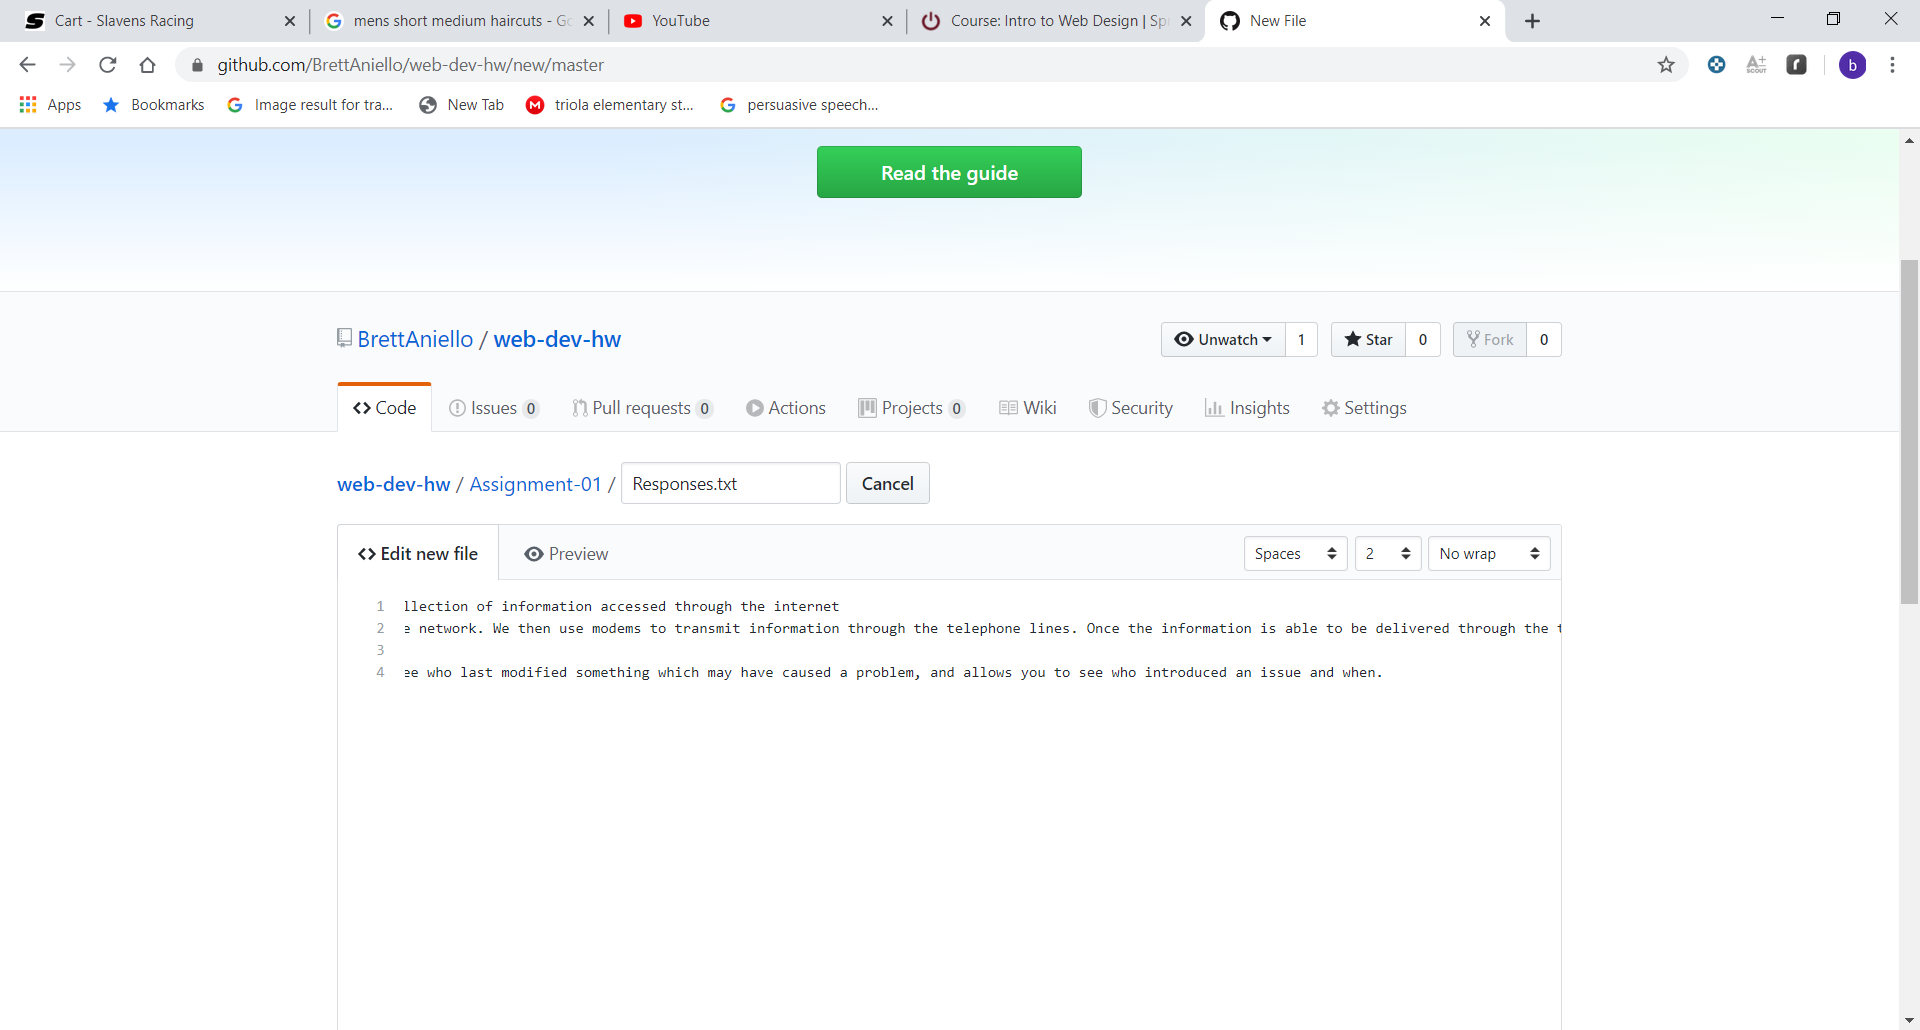 Cart - Slavens Racing
mens short medium haircuts - Go
YouTube
Course: Intro to Web Design | Spr
New File
github.com/BrettAniello/web-dev-hw/new/master
A+
SCOUT
r
b
Apps
Bookmarks
Image result for tra...
New Tab
M
triola elementary st...
persuasive speech...
Read the guide
BrettAniello / web-dev-hw
Unwatch 1
Star 0
Fork 0
Code
Issues 0
Pull requests 0
Actions
Projects 0
Wiki
Security
Insights
Settings
web-dev-hw / Assignment-01 / Responses.txt
Cancel
Edit new file
Preview
Spaces
2
No wrap
1 llection of information accessed through the internet
2 e network. We then use modems to transmit information through the telephone lines. Once the information is able to be delivered through the t
3
4 ee who last modified something which may have caused a problem, and allows you to see who introduced an issue and when.